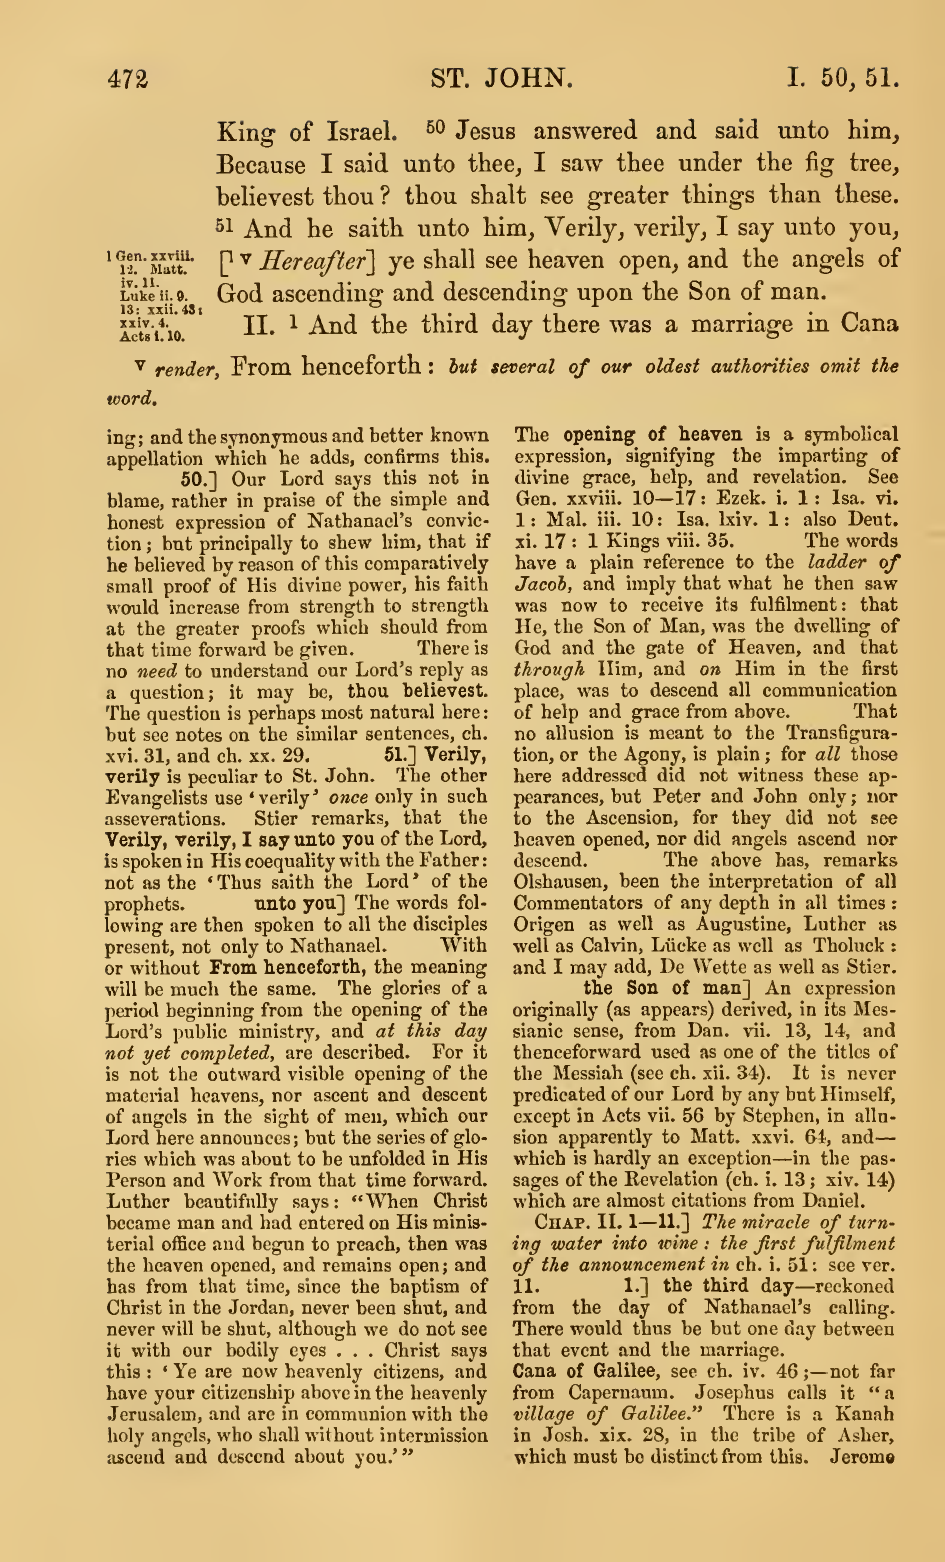 472 ST. JOHN. I. 50, 51.
King of Israel. 50 Jesus answered and said unto him,
Because I said unto thee, I saw thee under the fig tree,
believest thou? thou shalt see greater things than these.
51 And he saith unto him, Verily, verily, I say unto you,
[l v Hereafter] ye shall see heaven open, and the angels of
God ascending and descending upon the Son of man.
II. 1 And the third day there was a marriage in Cana
l Gen. xxviii.
12. Matt.
iv. 11.
Luke ii. 9.
13: xxii. 43:
xxiv. 4.
Acts i. 10.
v render, From henceforth: but several of our oldest authorities omit the
word.
ing; and the synonymous and better known
appellation which he adds, confirms this.
50.] Our Lord says this not in
blame, rather in praise of the simple and
honest expression of Nathanael's convic-
tion; but principally to shew him, that if
he believed by reason of this comparatively
small proof of His divine power, his faith
would increase from strength to strength
at the greater proofs which should from
that time forward be given. There is
no need to understand our Lord's reply as
a question; it may be, thou believest.
The question is perhaps most natural here:
but see notes on the similar sentences, ch.
xvi. 31, and ch. xx. 29. 51.] Verily,
verily is peculiar to St. John. The other
Evangelists use 'verily' once only in such
asseverations. Stier remarks, that the
Verily, verily, I say unto you of the Lord,
is spoken in His coequality with the Father:
not as the 'Thus saith the Lord' of the
prophets. unto you] The words fol-
lowing are then spoken to all the disciples
present, not only to Nathanael. With
or without From henceforth, the meaning
will be much the same. The glories of a
period beginning from the opening of the
Lord's public ministry, and at this day
not yet completed, are described. For it
is not the outward visible opening of the
material heavens, nor ascent and descent
of angels in the sight of men, which our
Lord here announces; but the series of glo-
ries which was about to be unfolded in His
Person and Work from that time forward.
Luther beautifully says: "When Christ
became man and had entered on His minis-
terial office and begun to preach, then was
the heaven opened, and remains open; and
has from that time, since the baptism of
Christ in the Jordan, never been shut, and
never will be shut, although we do not see
it with our bodily eyes . . . Christ says
this: 'Ye are now heavenly citizens, and
have your citizenship above in the heavenly
Jerusalem, and are in communion with the
holy angels, who shall without intermission
ascend and descend about you.'"
The opening of heaven is a symbolical
expression, signifying the imparting of
divine grace, help, and revelation. See
Gen. xxviii. 10—17: Ezek. i. 1: Isa. vi.
1: Mal. iii. 10: Isa. lxiv. 1: also Deut.
xi. 17: 1 Kings viii. 35. The words
have a plain reference to the ladder of
Jacob, and imply that what he then saw
was now to receive its fulfilment: that
He, the Son of Man, was the dwelling of
God and the gate of Heaven, and that
through Him, and on Him in the first
place, was to descend all communication
of help and grace from above. That
no allusion is meant to the Transfigura-
tion, or the Agony, is plain; for all those
here addressed did not witness these ap-
pearances, but Peter and John only; nor
to the Ascension, for they did not see
heaven opened, nor did angels ascend nor
descend. The above has, remarks
Olshausen, been the interpretation of all
Commentators of any depth in all times:
Origen as well as Augustine, Luther as
well as Calvin, Lücke as well as Tholuck:
and I may add, De Wette as well as Stier.
the Son of man] An expression
originally (as appears) derived, in its Mes-
sianic sense, from Dan. vii. 13, 14, and
thenceforward used as one of the titles of
the Messiah (see ch. xii. 34). It is never
predicated of our Lord by any but Himself,
except in Acts vii. 56 by Stephen, in allu-
sion apparently to Matt. xxvi. 64, and—
which is hardly an exception—in the pas-
sages of the Revelation (ch. i. 13; xiv. 14)
which are almost citations from Daniel.
CHAP. II. 1—11.] The miracle of turn-
ing water into wine: the first fulfilment
of the announcement in ch. i. 51: see ver.
11. 1.] the third day—reckoned
from the day of Nathanael's calling.
There would thus be but one day between
that event and the marriage.
Cana of Galilee, see ch. iv. 46;—not far
from Capernaum. Josephus calls it "a
village of Galilee." There is a Kanah
in Josh. xix. 28, in the tribe of Asher,
which must be distinct from this. Jerome